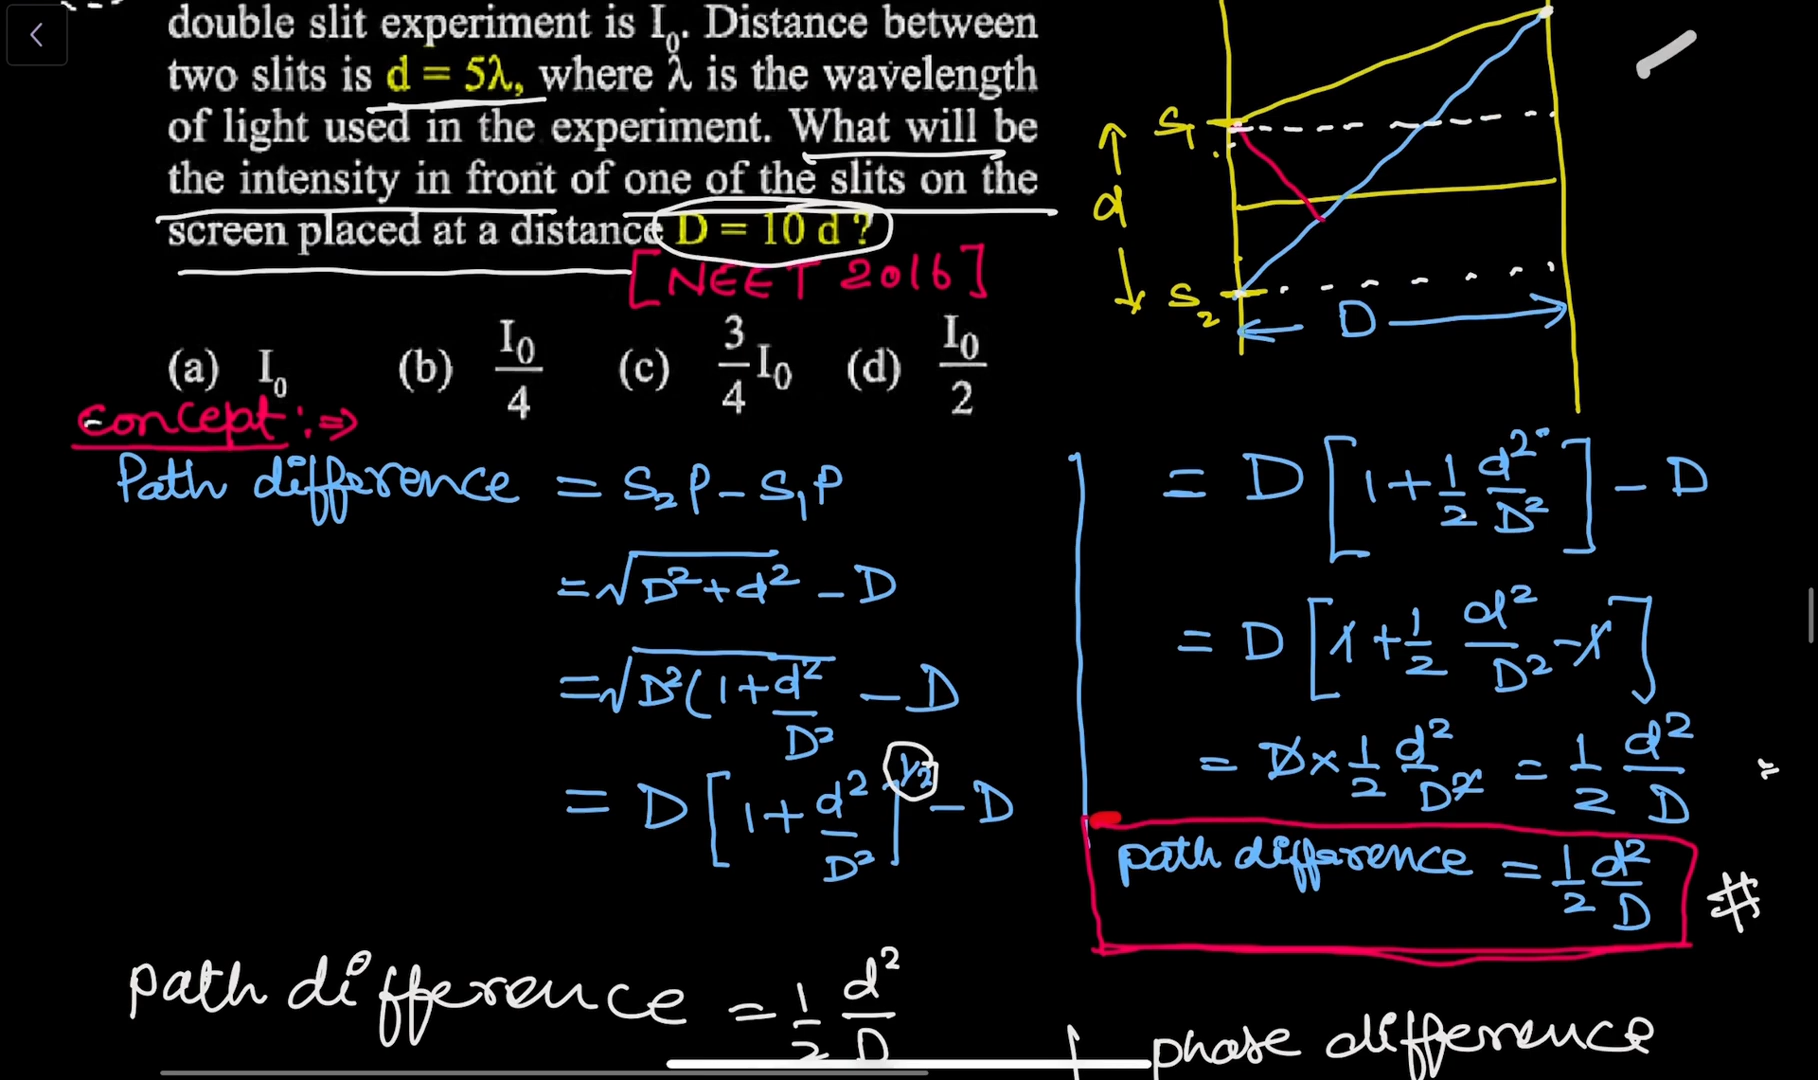 double slit experiment is I₀. Distance between
two slits is d = 5λ, where λ is the wavelength
of light used in the experiment. What will be
the intensity in front of one of the slits on the
screen placed at a distance D = 10 d ?
[NEET 2016]
(a) I₀ (b) I₀/4 (c) 3/4 I₀ (d) I₀/2
S₁
d
S₂
D
Concept :⇒
Path difference = S₂P – S₁P
= √(D²+d²) – D
= √(D²(1+d²/D²) – D
= D[1+d²/D²]^1/2 – D
= D[1+1/2 d²/D²] – D
= D[1+1/2 d²/D² – 1]
= D×1/2 d²/D² = 1/2 d²/D =
path difference = 1/2 d²/D #
path difference = 1/2 d²/D
phase difference